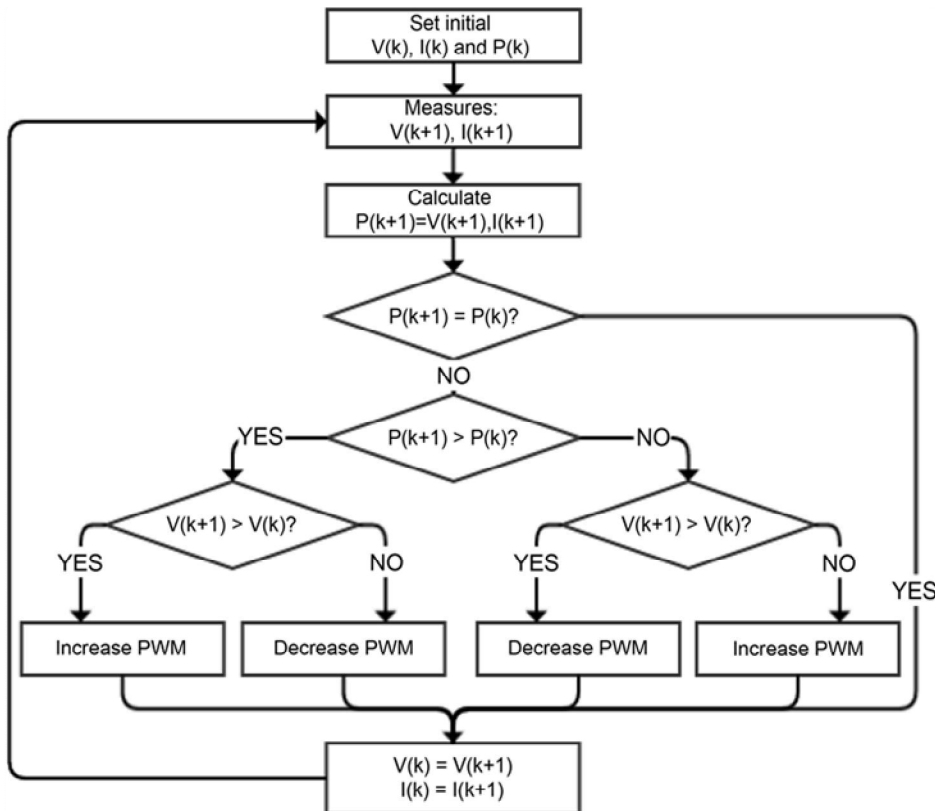 Set initial
V(k), I(k) and P(k)
Measures:
V(k+1), I(k+1)
Calculate
P(k+1)=V(k+1),I(k+1)
P(k+1) = P(k)?
NO
YES
P(k+1) > P(k)?
NO
V(k+1) > V(k)?
V(k+1) > V(k)?
YES
NO
YES
NO
YES
Increase PWM
Decrease PWM
Decrease PWM
Increase PWM
V(k) = V(k+1)
I(k) = I(k+1)